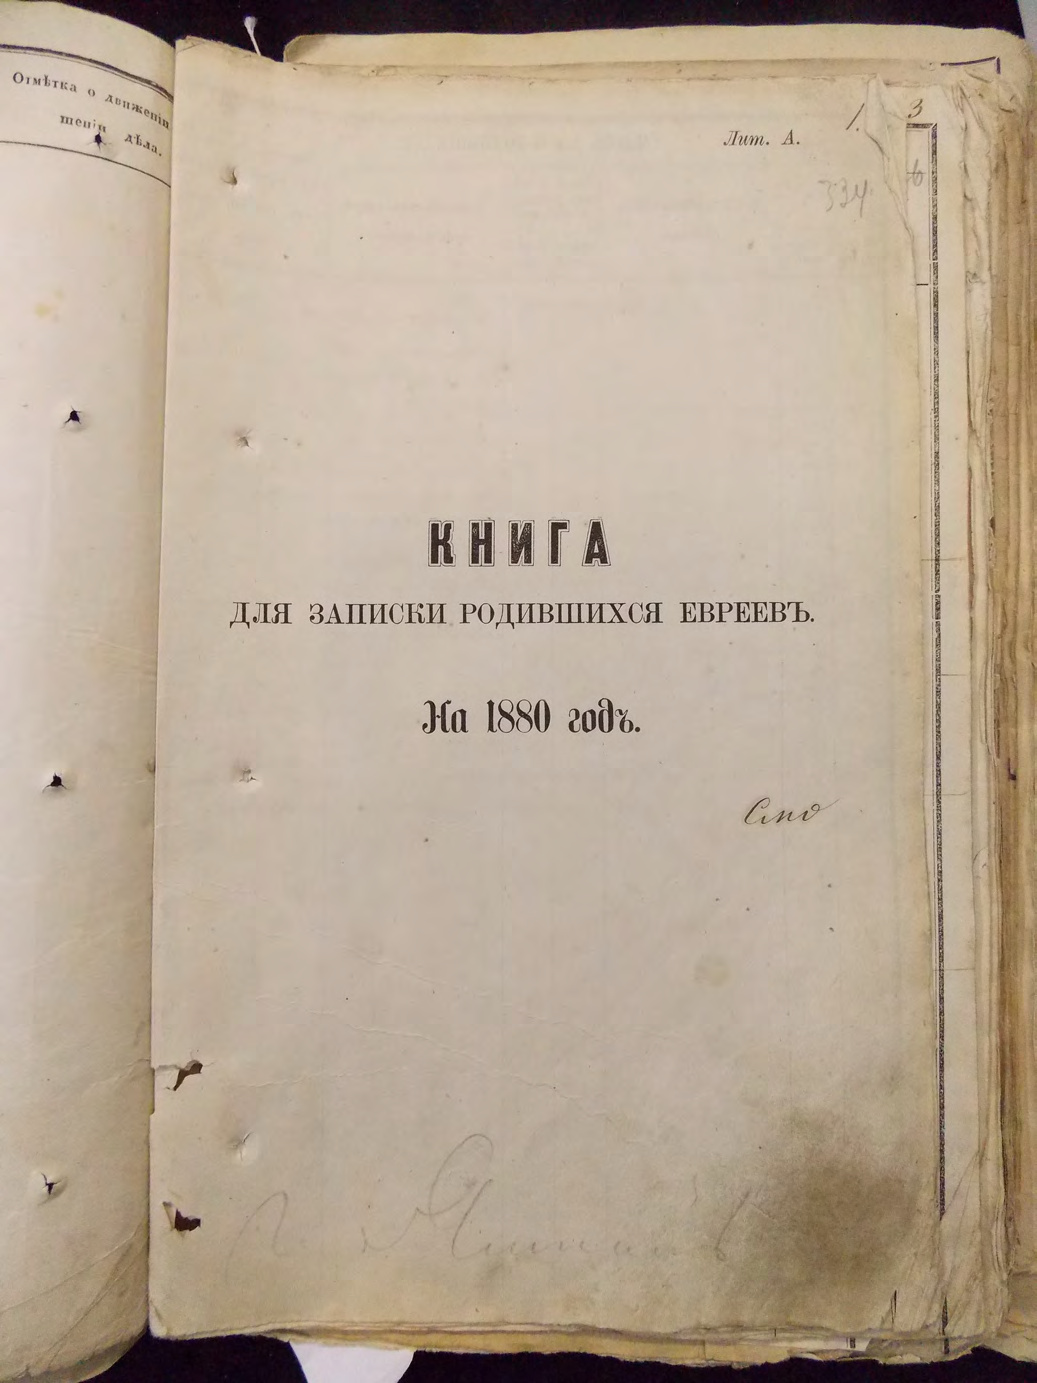 Отмѣтка о движеніи
шеніи дѣла.
1.
3
Лит. А.
334
КНИГА
ДЛЯ ЗАПИСКИ РОДИВШИХСЯ ЕВРЕЕВЪ.
На 1880 годъ.